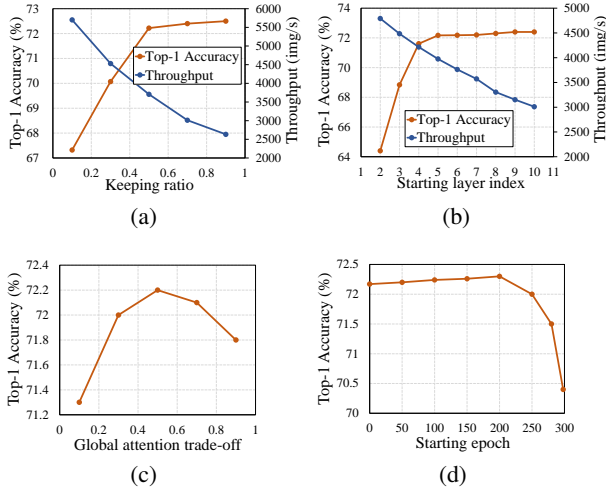 73
72
71
70
69
68
67
Top-1 Accuracy (%)
6000
5500
5000
4500
4000
3500
3000
2500
2000
Throughput (img/s)
Top-1 Accuracy
Throughput
0 0.2 0.4 0.6 0.8 1
Keeping ratio
(a)
74
72
70
68
66
64
Top-1 Accuracy (%)
5000
4500
4000
3500
3000
2500
2000
Throughput (img/s)
Top-1 Accuracy
Throughput
1 2 3 4 5 6 7 8 9 10 11
Starting layer index
(b)
72.4
72.2
72
71.8
71.6
71.4
71.2
Top-1 Accuracy (%)
0 0.2 0.4 0.6 0.8 1
Global attention trade-off
(c)
72.5
72
71.5
71
70.5
70
Top-1 Accuracy (%)
0 50 100 150 200 250 300
Starting epoch
(d)